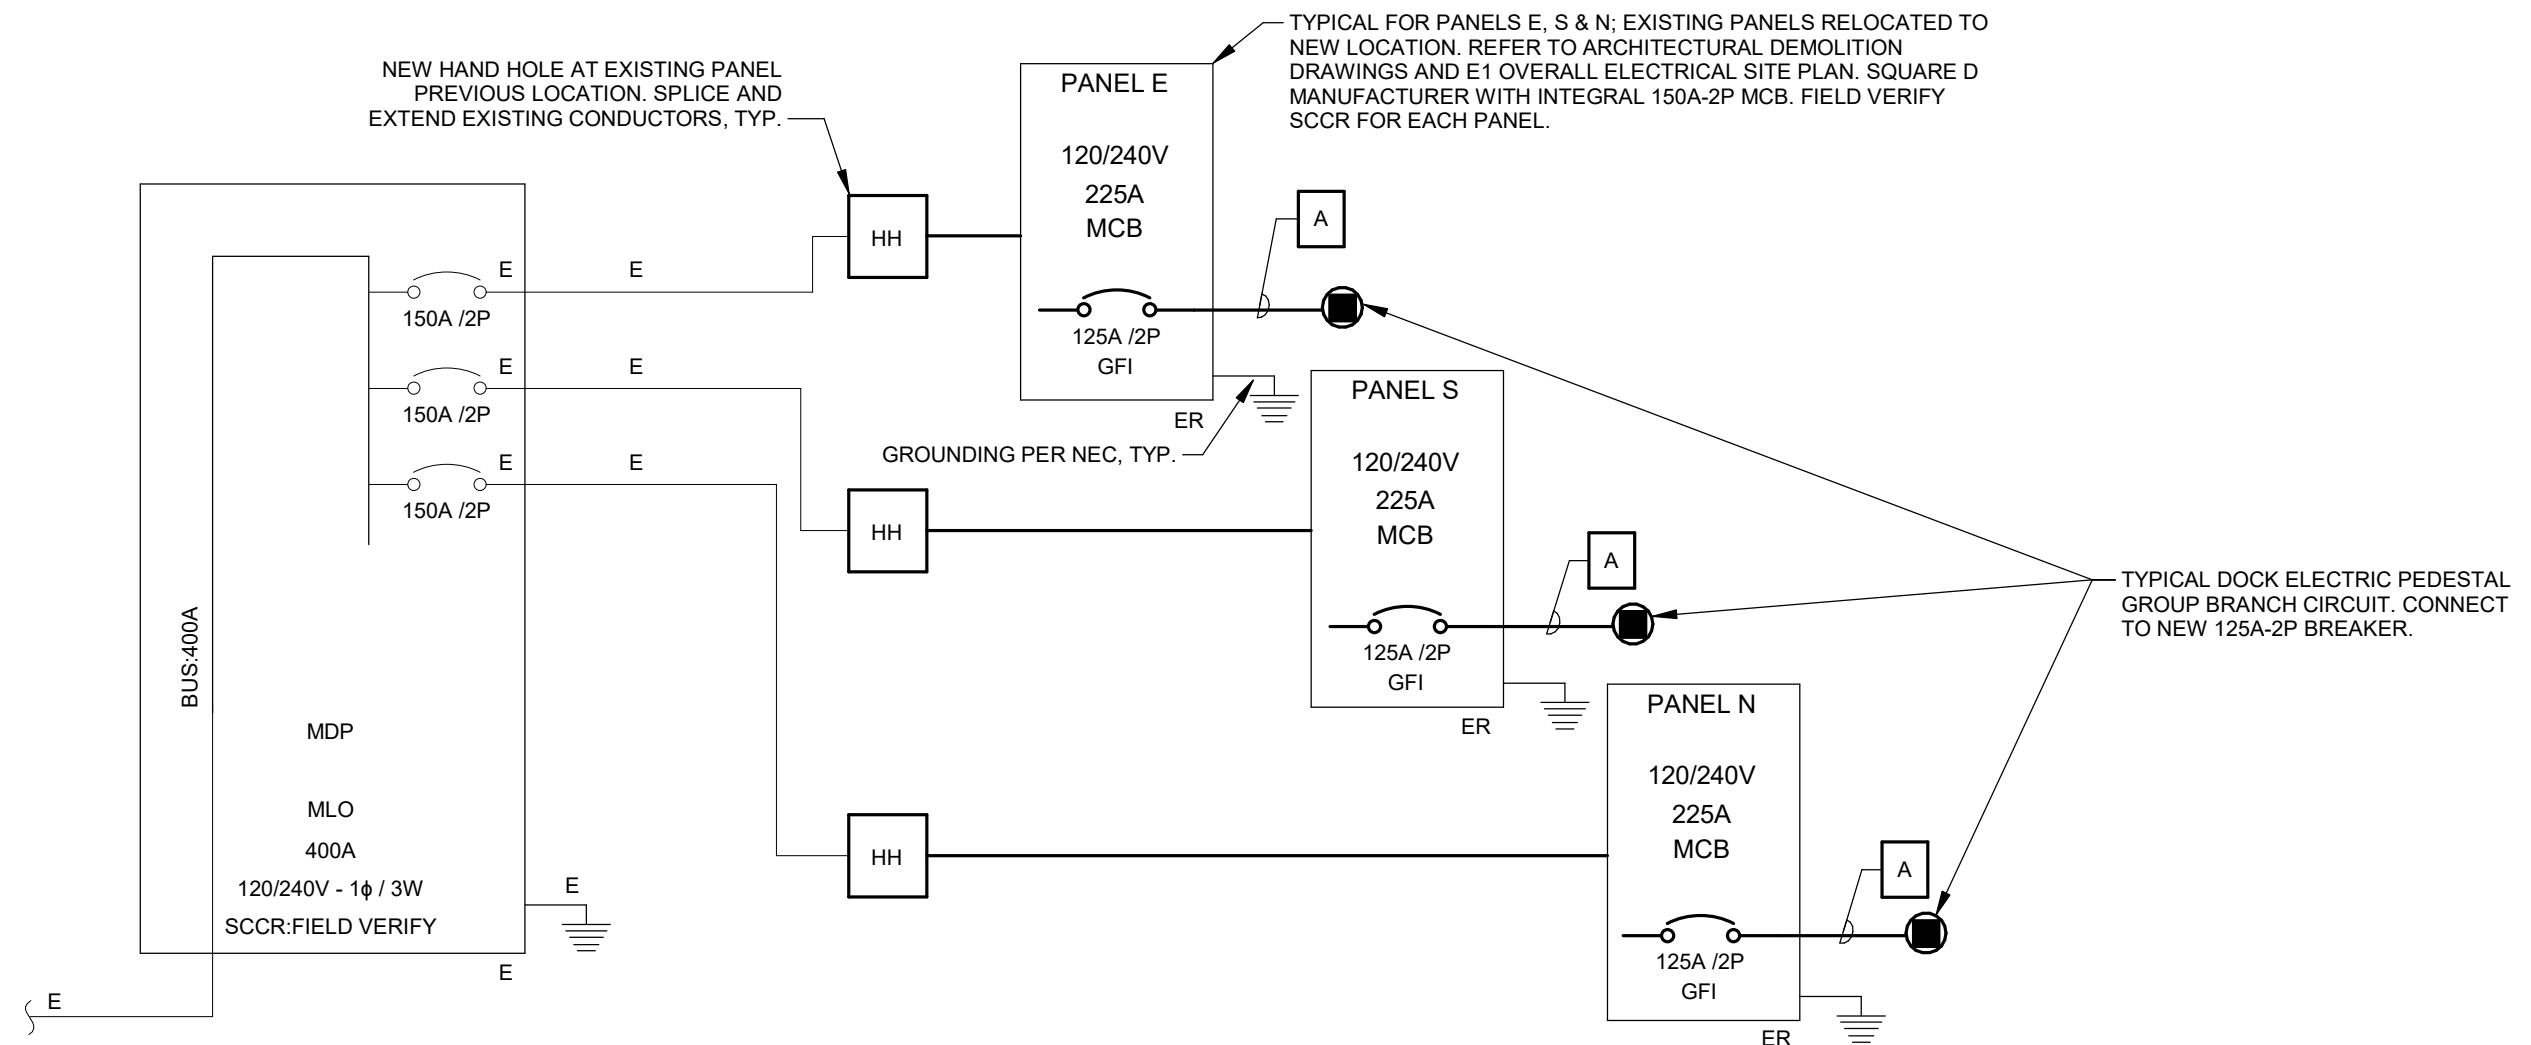 TYPICAL FOR PANELS E, S & N; EXISTING PANELS RELOCATED TO
NEW LOCATION. REFER TO ARCHITECTURAL DEMOLITION
DRAWINGS AND E1 OVERALL ELECTRICAL SITE PLAN. SQUARE D
MANUFACTURER WITH INTEGRAL 150A-2P MCB. FIELD VERIFY
SCCR FOR EACH PANEL.
NEW HAND HOLE AT EXISTING PANEL
PREVIOUS LOCATION. SPLICE AND
EXTEND EXISTING CONDUCTORS, TYP.
E
E
150A /2P
E
E
150A /2P
E
E
150A /2P
BUS:400A
MDP
MLO
400A
120/240V - 1ϕ / 3W
SCCR:FIELD VERIFY
E
E
E
HH
PANEL E
120/240V
225A
MCB
125A /2P
GFI
ER
A
GROUNDING PER NEC, TYP.
HH
PANEL S
120/240V
225A
MCB
125A /2P
GFI
ER
A
HH
PANEL N
120/240V
225A
MCB
125A /2P
GFI
ER
A
TYPICAL DOCK ELECTRIC PEDESTAL
GROUP BRANCH CIRCUIT. CONNECT
TO NEW 125A-2P BREAKER.